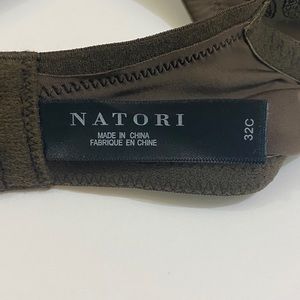 NATORI
MADE IN CHINA
FABRIQUE EN CHINE
32C